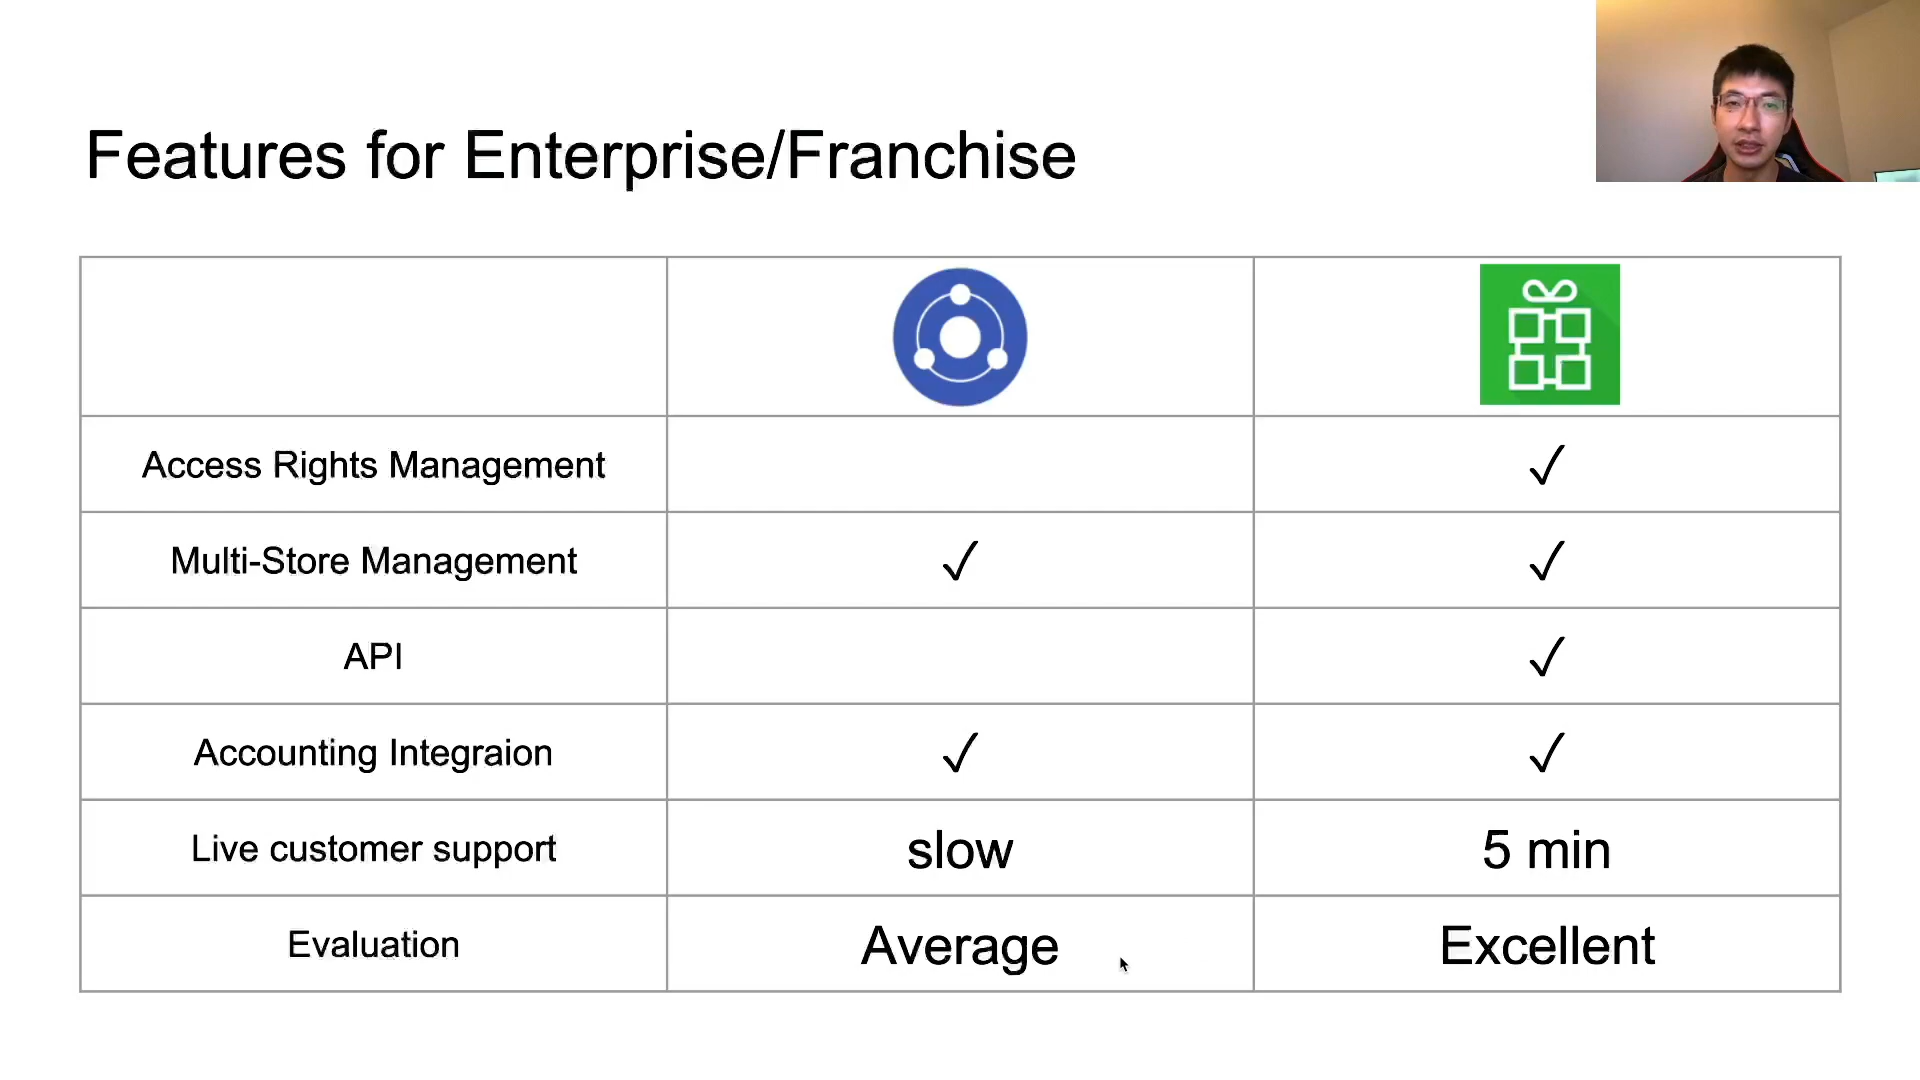 Features for Enterprise/Franchise
Access Rights Management ✓
Multi-Store Management ✓ ✓
API ✓
Accounting Integraion ✓ ✓
Live customer support slow 5 min
Evaluation Average Excellent